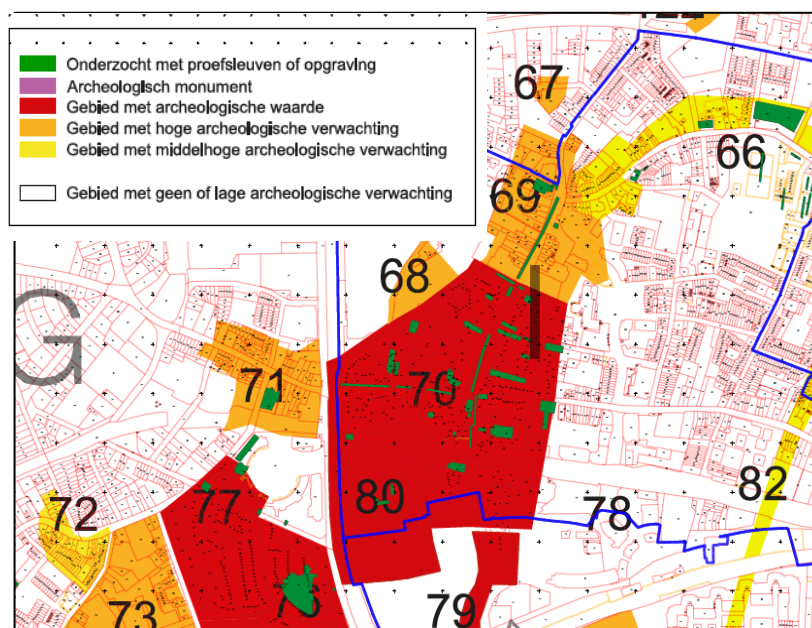 Onderzocht met proefsleuven of opgraving
Archeologisch monument
Gebied met archeologische waarde
Gebied met hoge archeologische verwachting
Gebied met middelhoge archeologische verwachting
Gebied met geen of lage archeologische verwachting
67
66
69
68
G
I
71
70
77
80
78
82
72
73
79